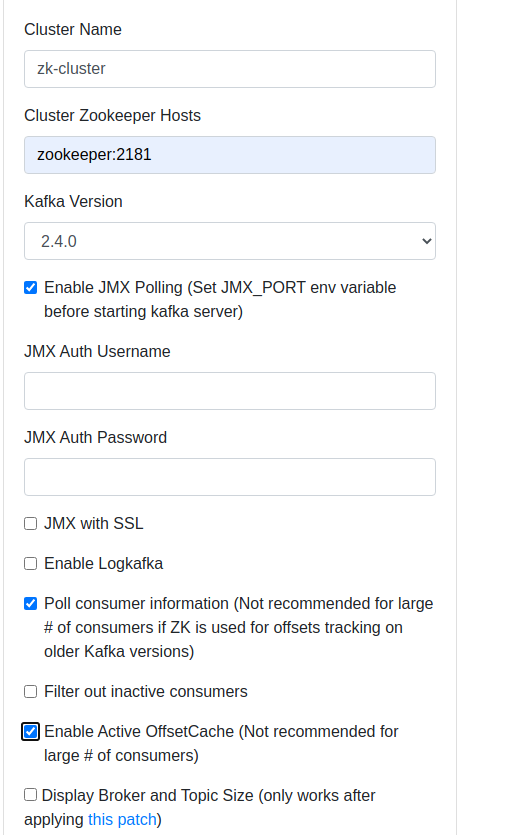 Cluster Name
zk-cluster
Cluster Zookeeper Hosts
zookeeper:2181
Kafka Version
2.4.0
Enable JMX Polling (Set JMX_PORT env variable
before starting kafka server)
JMX Auth Username
JMX Auth Password
JMX with SSL
Enable Logkafka
Poll consumer information (Not recommended for large
# of consumers if ZK is used for offsets tracking on
older Kafka versions)
Filter out inactive consumers
Enable Active OffsetCache (Not recommended for
large # of consumers)
Display Broker and Topic Size (only works after
applying this patch)